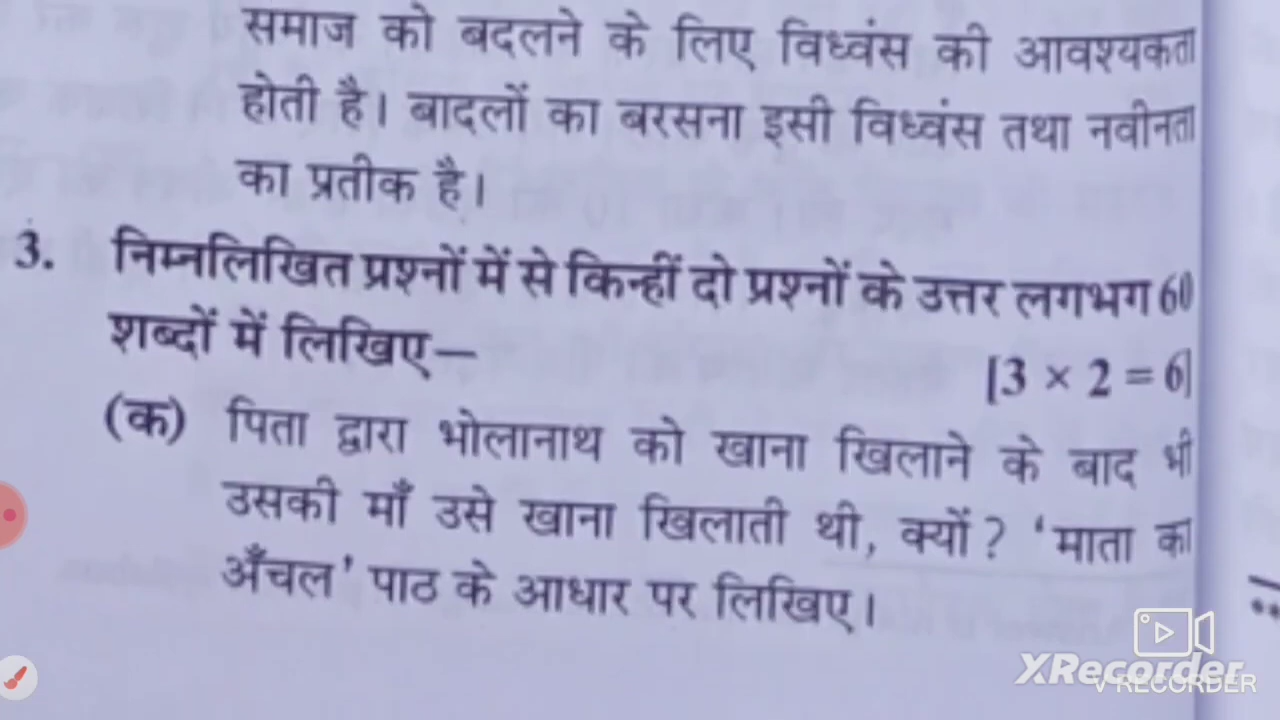 समाज को बदलने के लिए विध्वंस की आवश्यकता
होती है। बादलों का बरसना इसी विध्वंस तथा नवीनता
का प्रतीक है।
3. निम्नलिखित प्रश्नों में से किन्हीं दो प्रश्नों के उत्तर लगभग 60
शब्दों में लिखिए—
[3 × 2 = 6]
(क) पिता द्वारा भोलानाथ को खाना खिलाने के बाद भी
उसकी माँ उसे खाना खिलाती थी, क्यों? ‘माता का
अँचल’ पाठ के आधार पर लिखिए।
XRecorder
V RECORDER